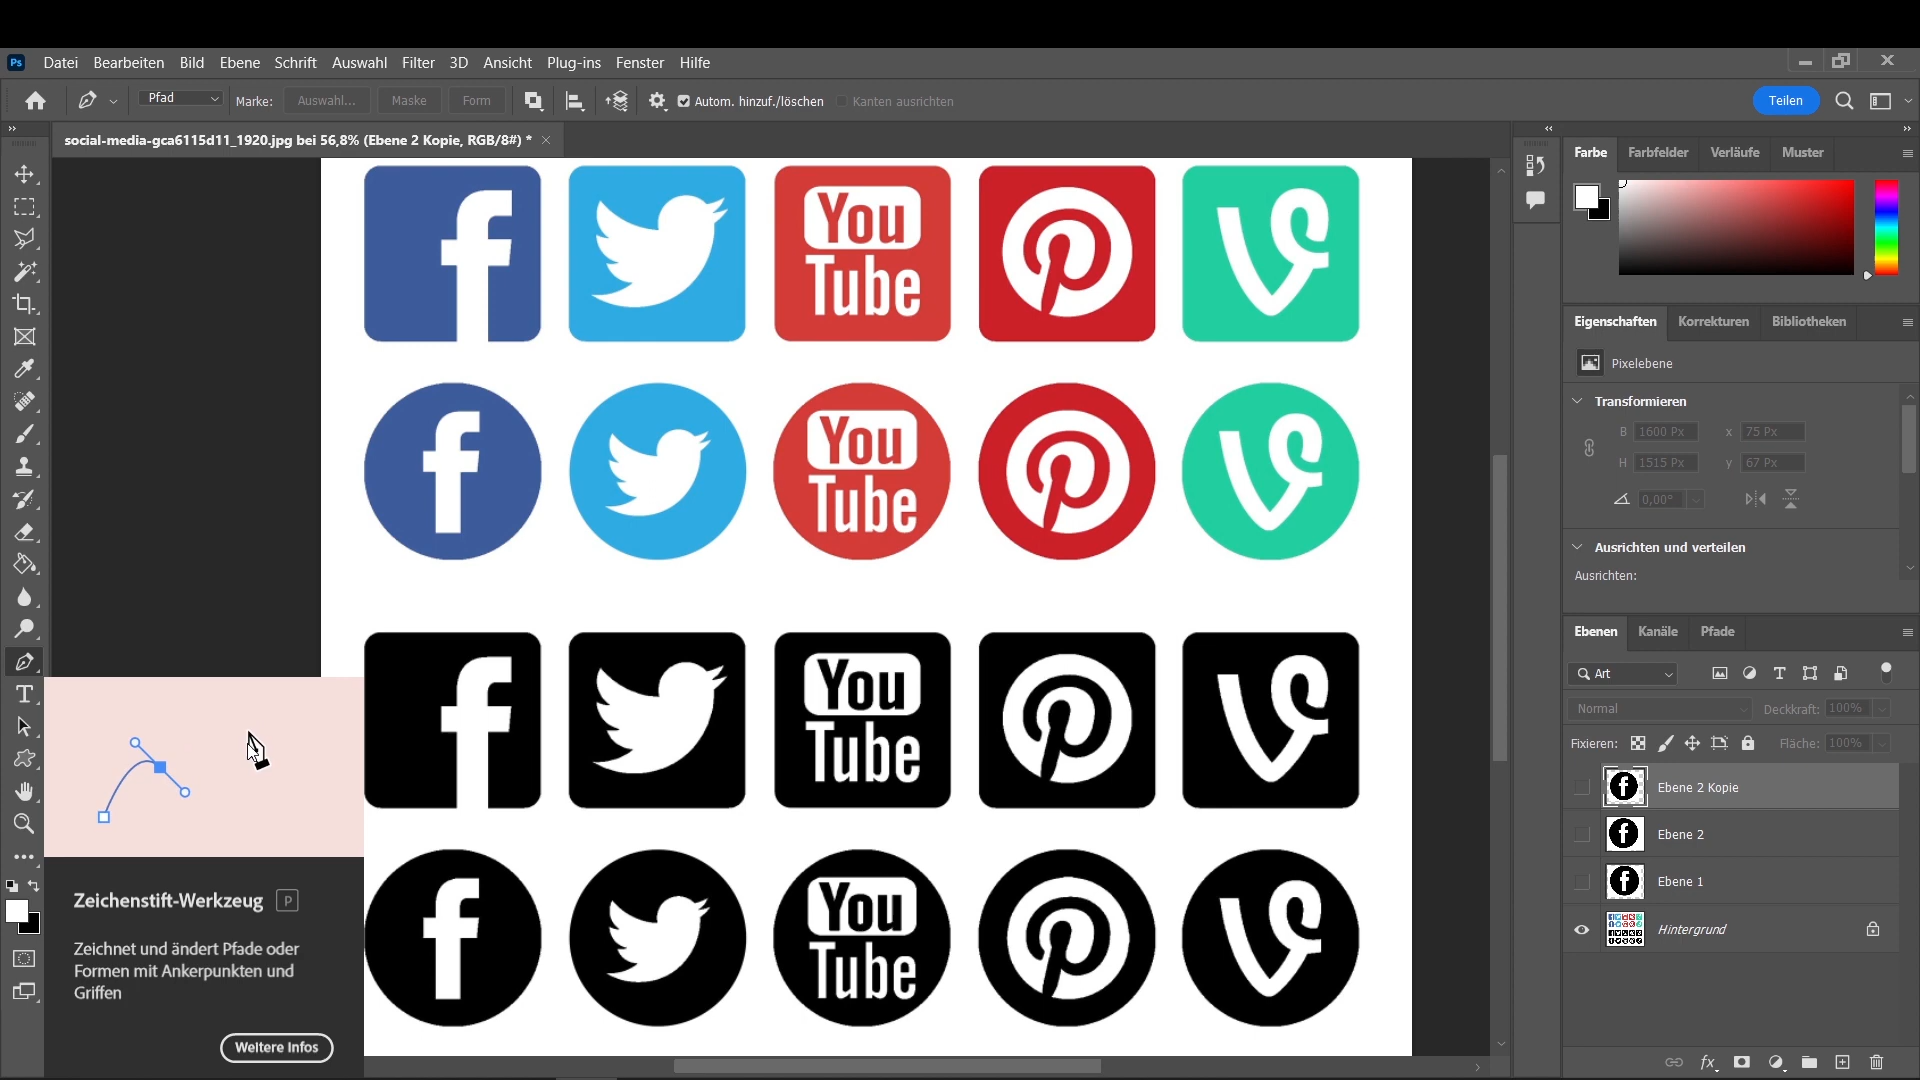 Ps Datei Bearbeiten Bild Ebene Schrift Auswahl Filter 3D Ansicht Plug-ins Fenster Hilfe
Pfad Marke: Auswahl... Maske Form Autom. hinzuf./löschen Kanten ausrichten Teilen
social-media-gca6115d11_1920.jpg bei 56,8% (Ebene 2 Kopie, RGB/8#) *
Farbe Farbfelder Verläufe Muster
You
Tube
Eigenschaften Korrekturen Bibliotheken
Pixelebene
Transformieren
B 1600 Px x 75 Px
H 1515 Px y 67 Px
0,00°
You
Tube
Ausrichten und verteilen
Ausrichten:
Ebenen Kanäle Pfade
Art
Normal Deckkraft: 100%
Fixieren: Fläche: 100%
You
Tube
Ebene 2 Kopie
Ebene 2
Ebene 1
Hintergrund
You
Tube
Zeichenstift-Werkzeug P
Zeichnet und ändert Pfade oder
Formen mit Ankerpunkten und
Griffen
Weitere Infos
fx